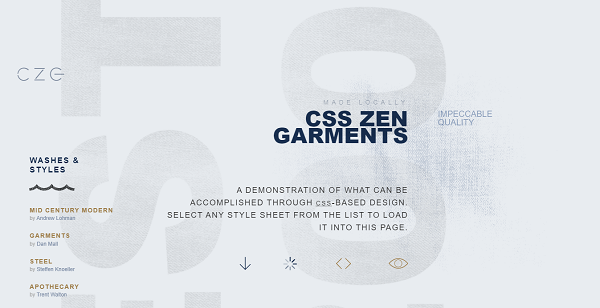 CZG
MADE LOCALLY
CSS ZEN
GARMENTS
IMPECCABLE
QUALITY
WASHES &
STYLES
A DEMONSTRATION OF WHAT CAN BE
ACCOMPLISHED THROUGH CSS-BASED DESIGN.
SELECT ANY STYLE SHEET FROM THE LIST TO LOAD
IT INTO THIS PAGE.
MID CENTURY MODERN
by Andrew Lohman
GARMENTS
by Dan Mall
STEEL
by Steffen Knoeller
APOTHECARY
by Trent Walton